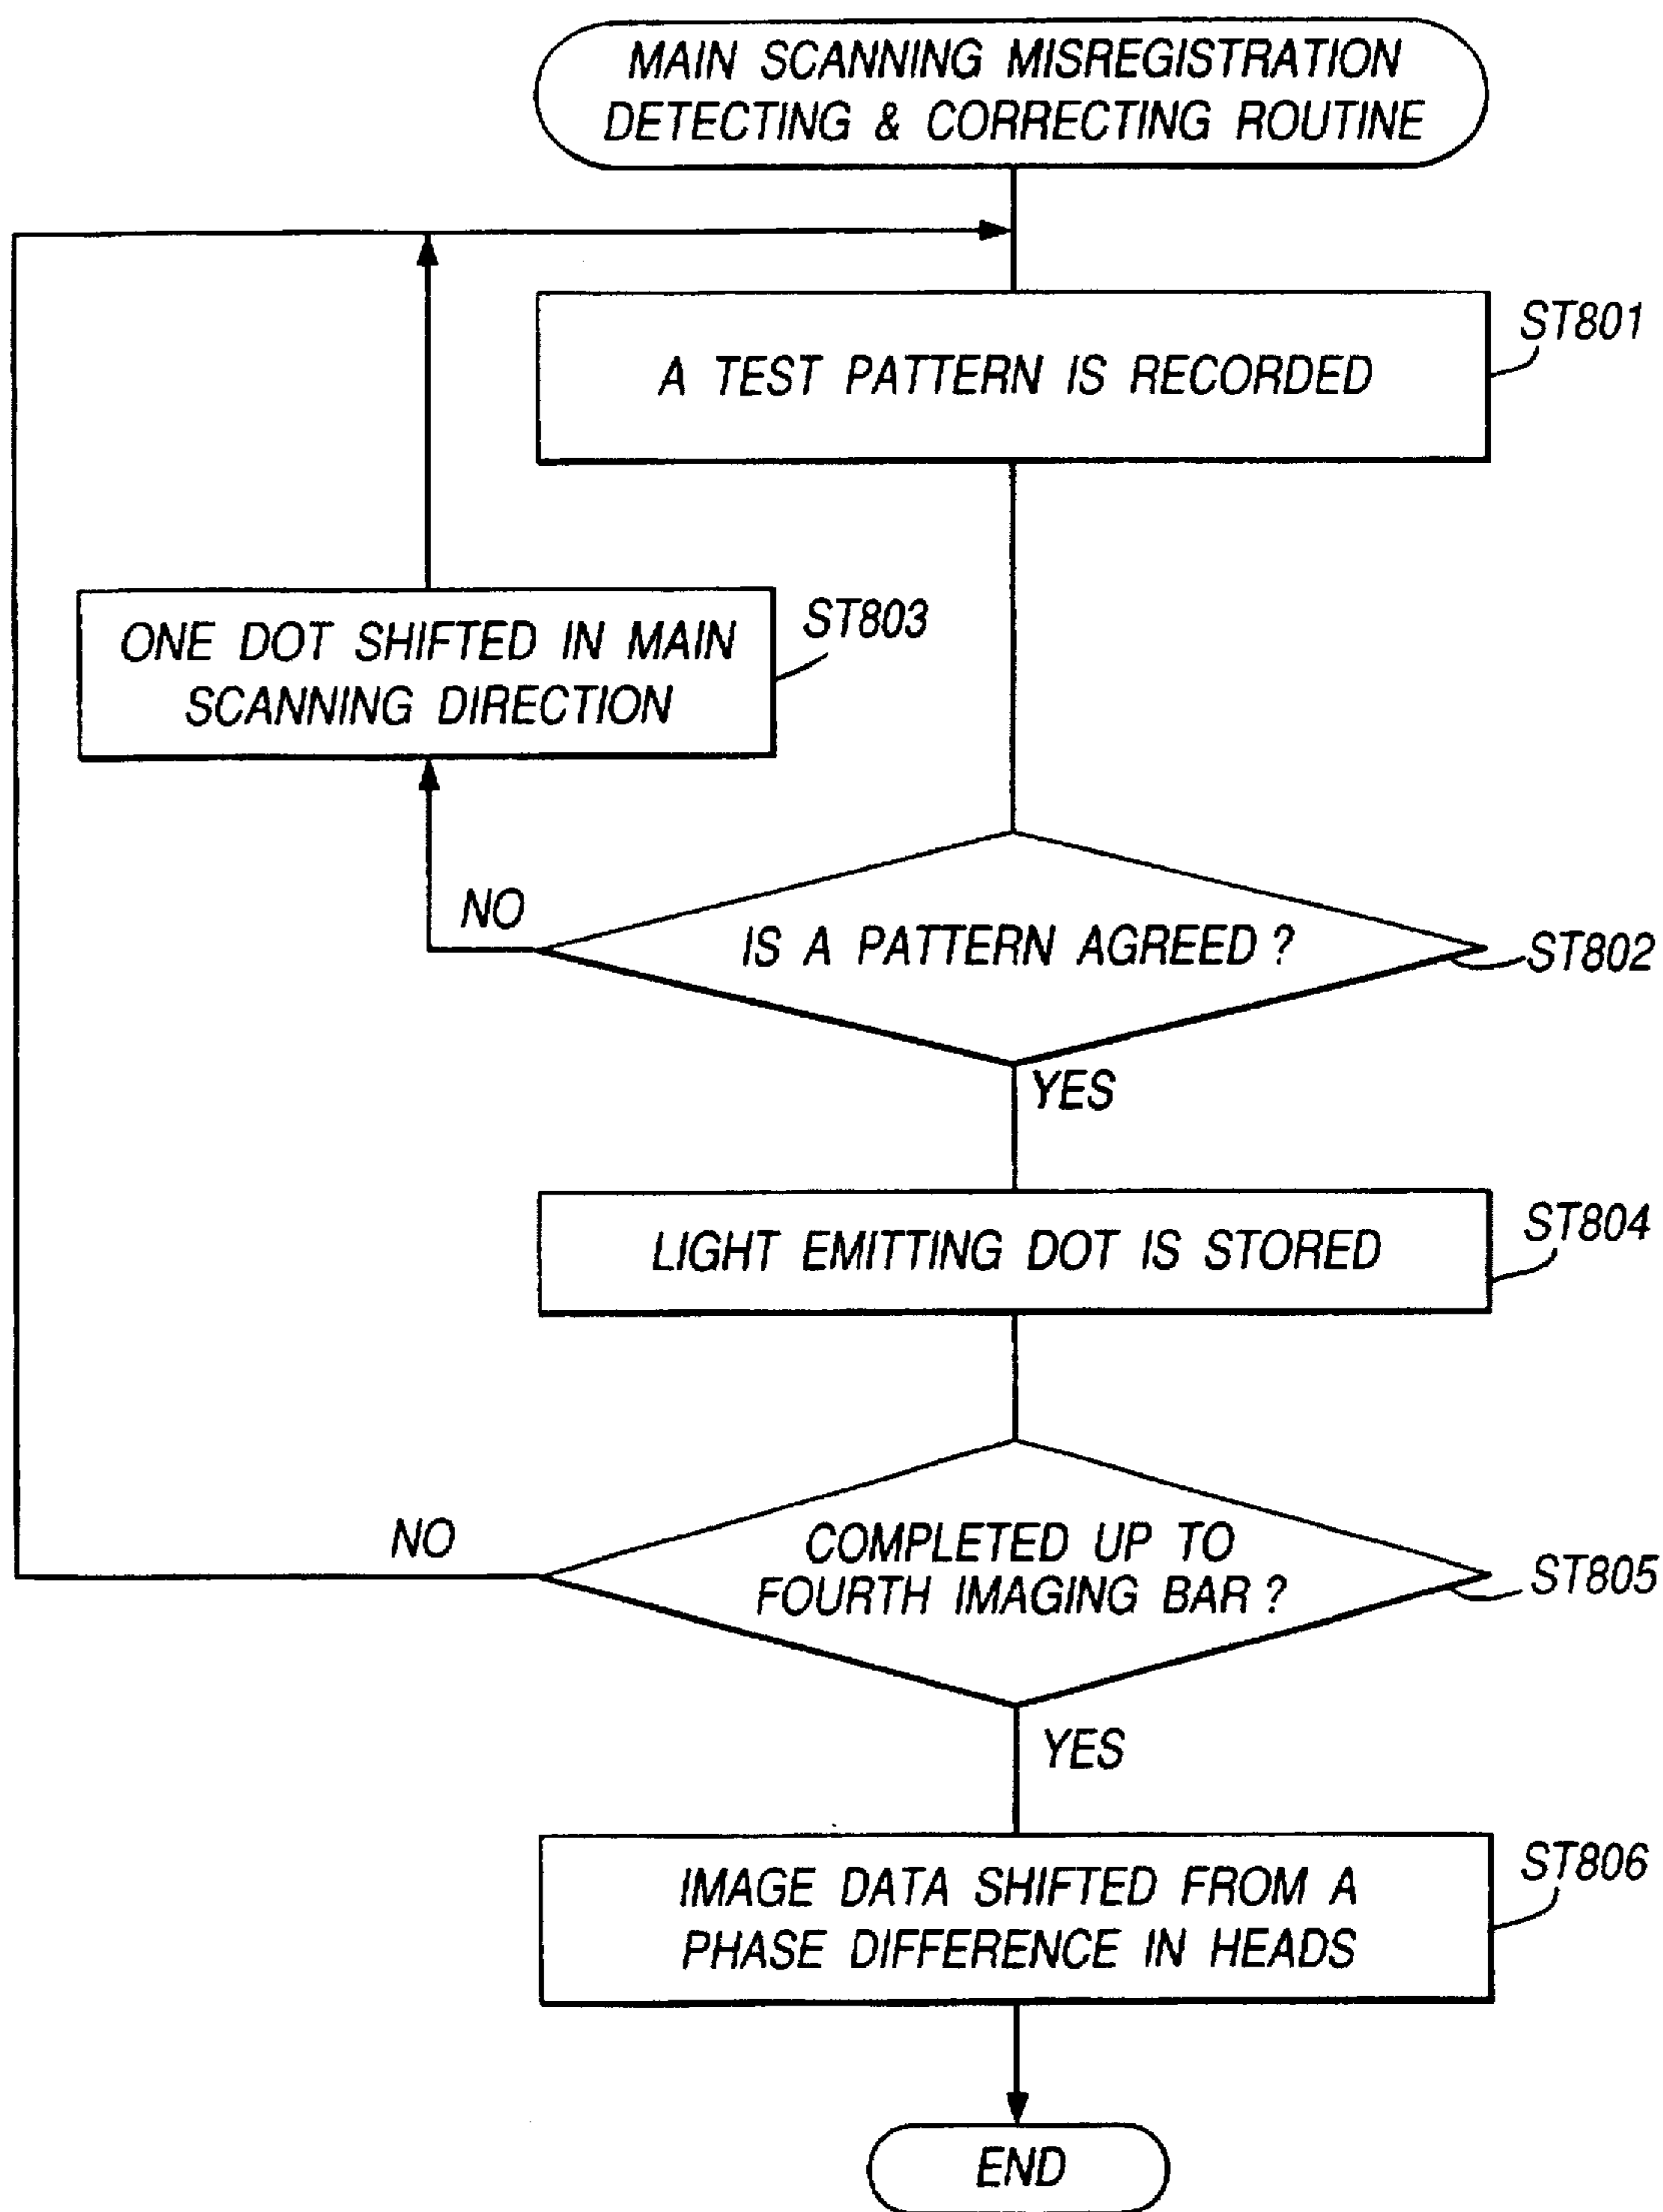 MAIN SCANNING MISREGISTRATION
DETECTING & CORRECTING ROUTINE
A TEST PATTERN IS RECORDED
ST801
ONE DOT SHIFTED IN MAIN
SCANNING DIRECTION
ST803
NO
IS A PATTERN AGREED ?
ST802
YES
LIGHT EMITTING DOT IS STORED
ST804
NO
COMPLETED UP TO
FOURTH IMAGING BAR ?
ST805
YES
IMAGE DATA SHIFTED FROM A
PHASE DIFFERENCE IN HEADS
ST806
END